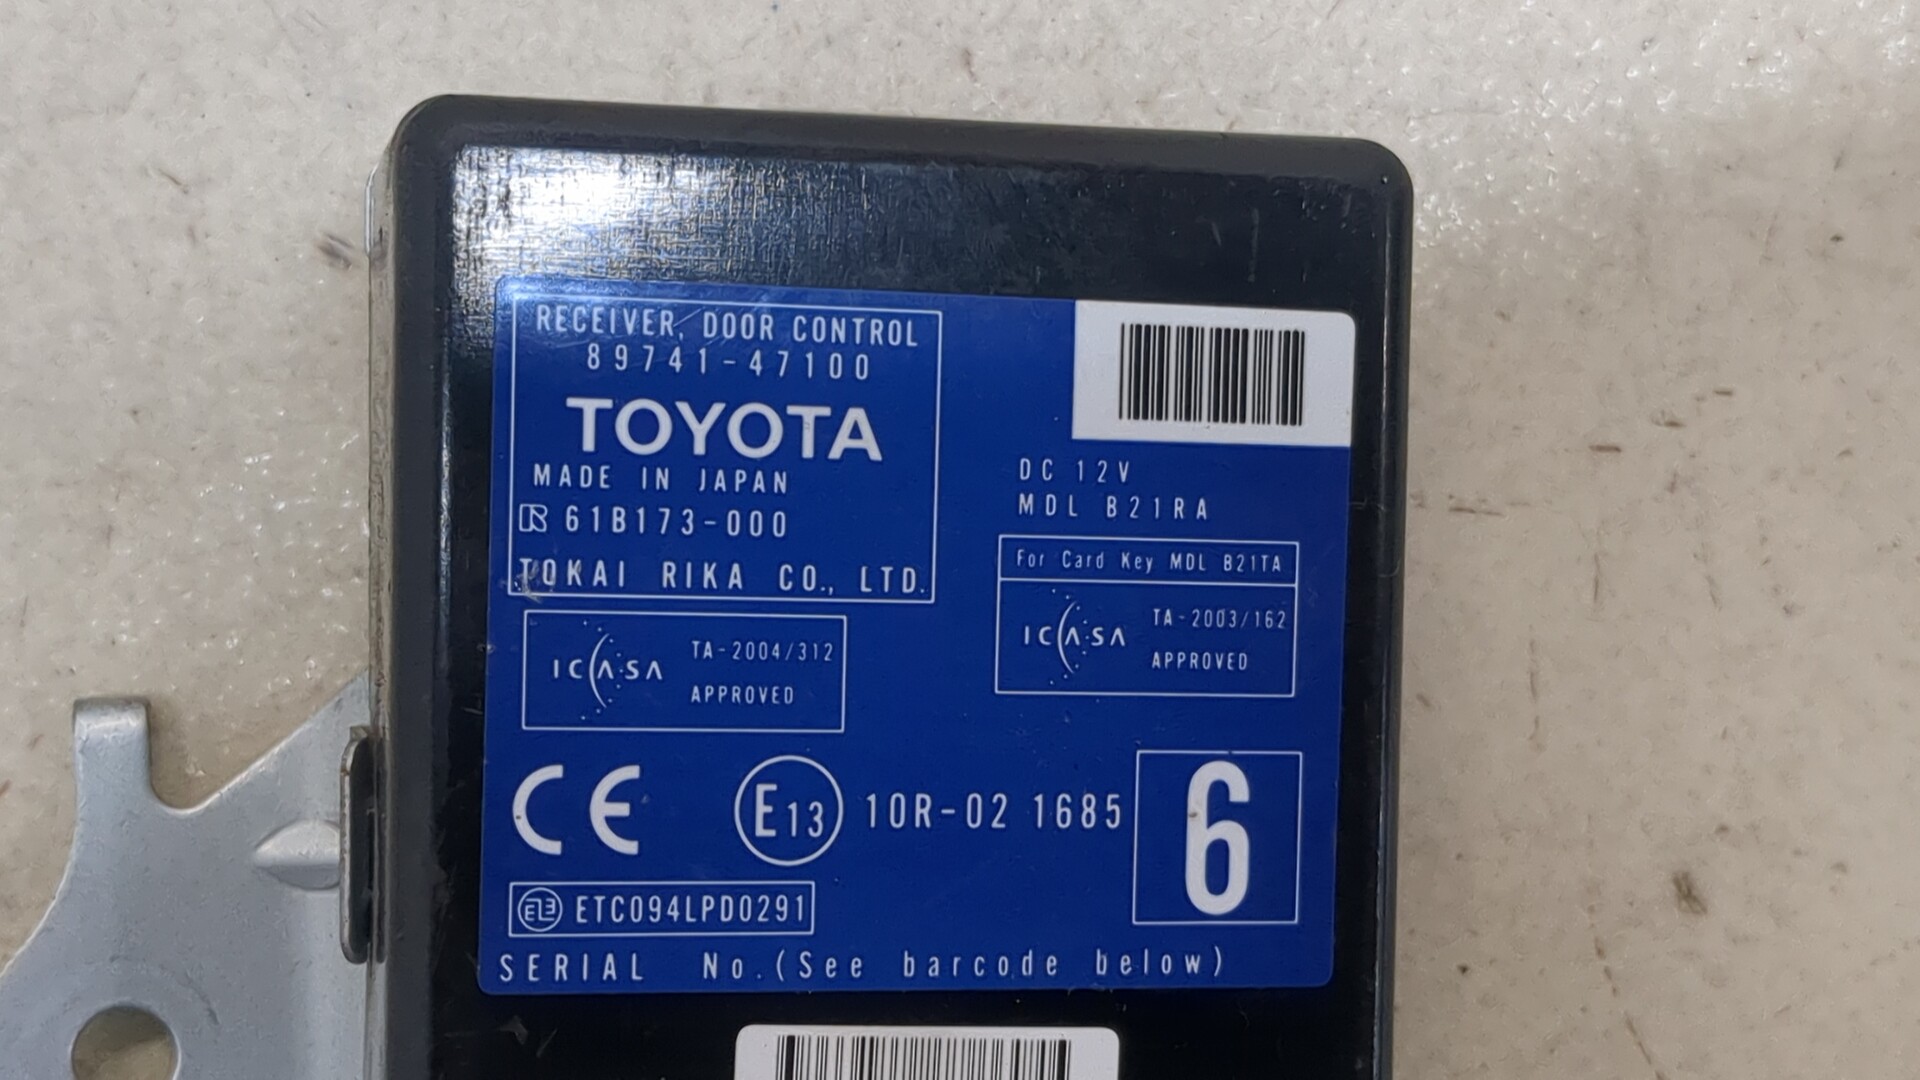 RECEIVER, DOOR CONTROL
89741-47100
TOYOTA
MADE IN JAPAN
R 61B173-000
TOKAI RIKA CO., LTD.
DC 12V
MDL B21RA
For Card Key MDL B21TA
ICASA TA-2003/162
APPROVED
ICASA TA-2004/312
APPROVED
CE E13 10R-02 1685 6
ETC094LPD0291
SERIAL No.(See barcode below)